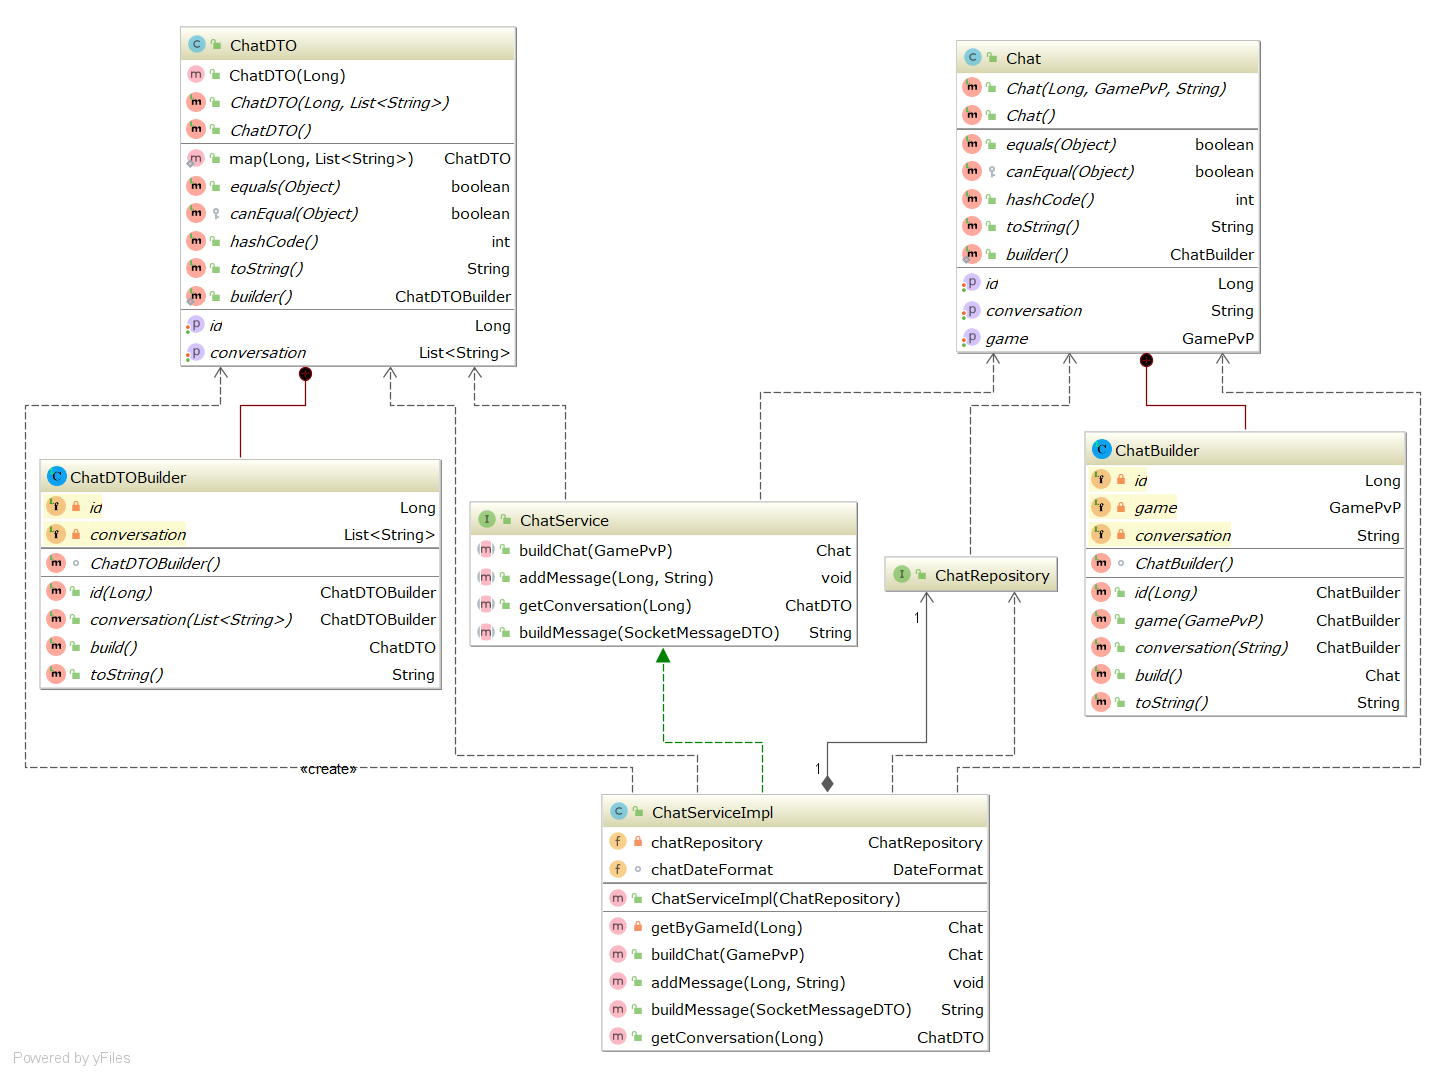 ChatDTO
ChatDTO(Long)
ChatDTO(Long, List<String>)
ChatDTO()
map(Long, List<String>) ChatDTO
equals(Object) boolean
canEqual(Object) boolean
hashCode() int
toString() String
builder() ChatDTOBuilder
id Long
conversation List<String>
Chat
Chat(Long, GamePvP, String)
Chat()
equals(Object) boolean
canEqual(Object) boolean
hashCode() int
toString() String
builder() ChatBuilder
id Long
conversation String
game GamePvP
ChatDTOBuilder
id Long
conversation List<String>
ChatDTOBuilder()
id(Long) ChatDTOBuilder
conversation(List<String>) ChatDTOBuilder
build() ChatDTO
toString() String
ChatService
buildChat(GamePvP) Chat
addMessage(Long, String) void
getConversation(Long) ChatDTO
buildMessage(SocketMessageDTO) String
ChatRepository
ChatBuilder
id Long
game GamePvP
conversation String
ChatBuilder()
id(Long) ChatBuilder
game(GamePvP) ChatBuilder
conversation(String) ChatBuilder
build() Chat
toString() String
1
1
«create»
ChatServiceImpl
chatRepository ChatRepository
chatDateFormat DateFormat
ChatServiceImpl(ChatRepository)
getByGameId(Long) Chat
buildChat(GamePvP) Chat
addMessage(Long, String) void
buildMessage(SocketMessageDTO) String
getConversation(Long) ChatDTO
Powered by yFiles